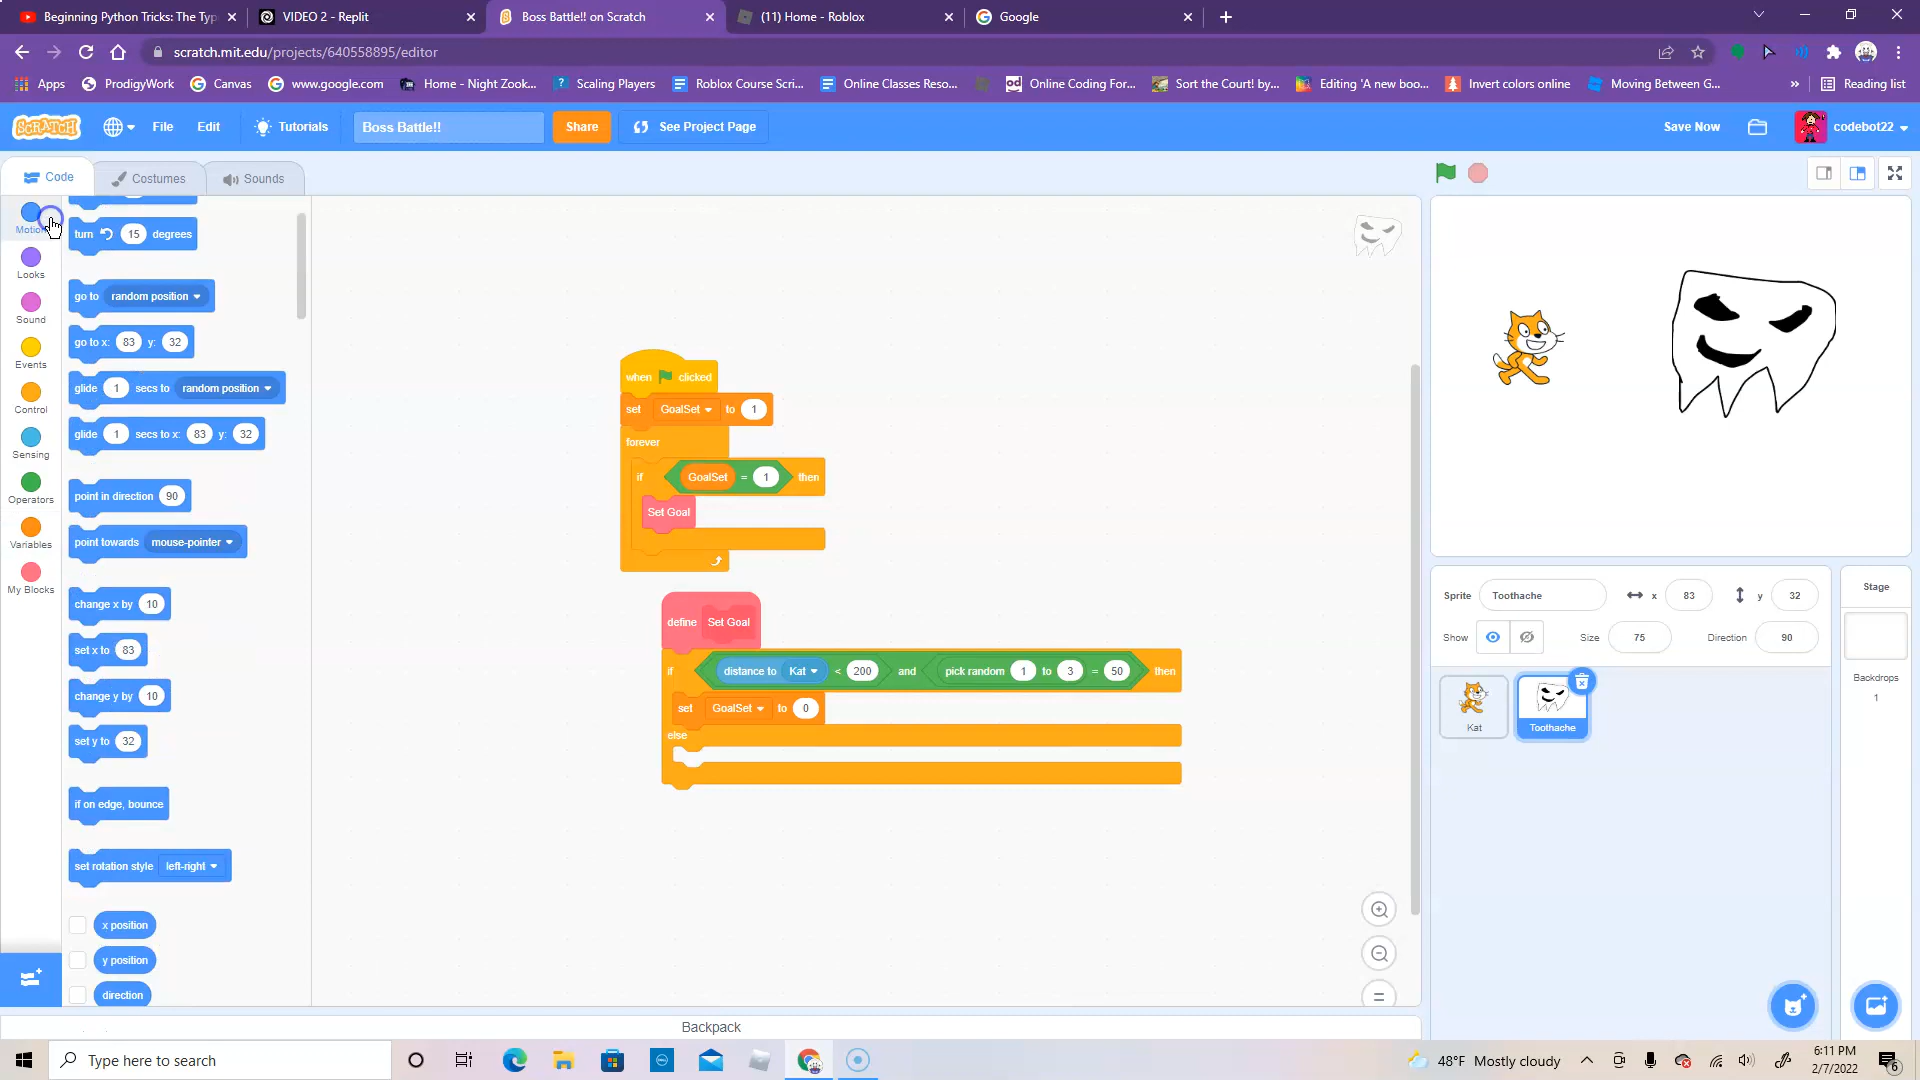 Beginning Python Tricks: The Typ
VIDEO 2 - Replit
Boss Battle!! on Scratch
(11) Home - Roblox
Google
scratch.mit.edu/projects/640558895/editor
Apps
ProdigyWork
Canvas
www.google.com
Home - Night Zook...
Scaling Players
Roblox Course Scri...
Online Classes Reso...
Online Coding For...
Sort the Court! by...
Editing 'A new boo...
Invert colors online
Moving Between G...
»
Reading list
SCRATCH
File
Edit
Tutorials
Boss Battle!!
Share
See Project Page
Save Now
codebot22
Code
Costumes
Sounds
Motion
Looks
Sound
Events
Control
Sensing
Operators
Variables
My Blocks
turn 15 degrees
go to random position
go to x: 83 y: 32
glide 1 secs to random position
glide 1 secs to x: 83 y: 32
point in direction 90
point towards mouse-pointer
change x by 10
set x to 83
change y by 10
set y to 32
if on edge, bounce
set rotation style left-right
x position
y position
direction
when clicked
set GoalSet to 1
forever
if GoalSet = 1 then
Set Goal
define Set Goal
if distance to Kat < 200 and pick random 1 to 3 = 50 then
set GoalSet to 0
else
Sprite Toothache x 83 y 32
Show Size 75 Direction 90
Kat
Toothache
Stage
Backdrops
1
Backpack
Type here to search
48°F Mostly cloudy
6:11 PM
2/7/2022
6